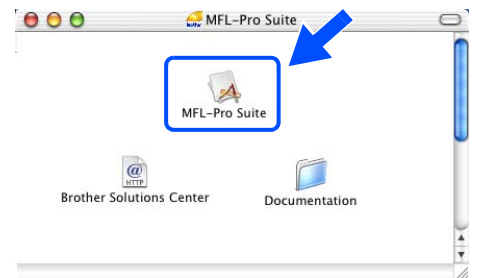 MFL-Pro Suite
MFL-Pro Suite
@
HTTP
Brother Solutions Center
Documentation